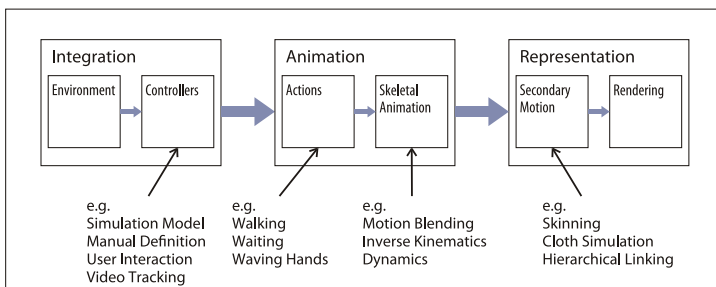 Integration
Environment
Controllers
Animation
Actions
Skeletal
Animation
Representation
Secondary
Motion
Rendering
e.g.
Simulation Model
Manual Definition
User Interaction
Video Tracking
e.g.
Walking
Waiting
Waving Hands
e.g.
Motion Blending
Inverse Kinematics
Dynamics
e.g.
Skinning
Cloth Simulation
Hierarchical Linking